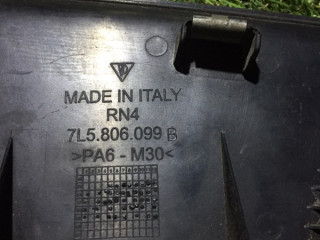 MADE IN ITALY
RN4
7L5.806.099 B
>PA6-M30<